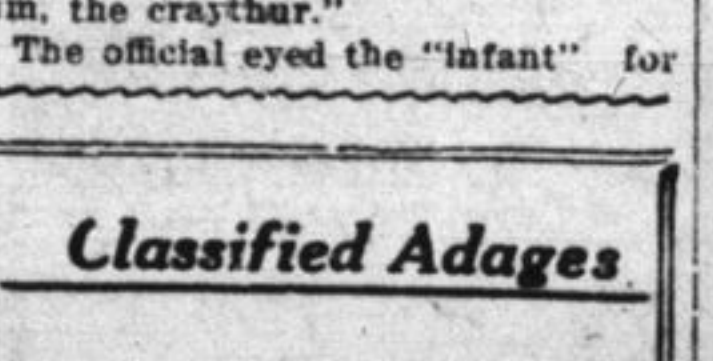 m, the craythur."
The official eyed the "infant" for
Classified Adages